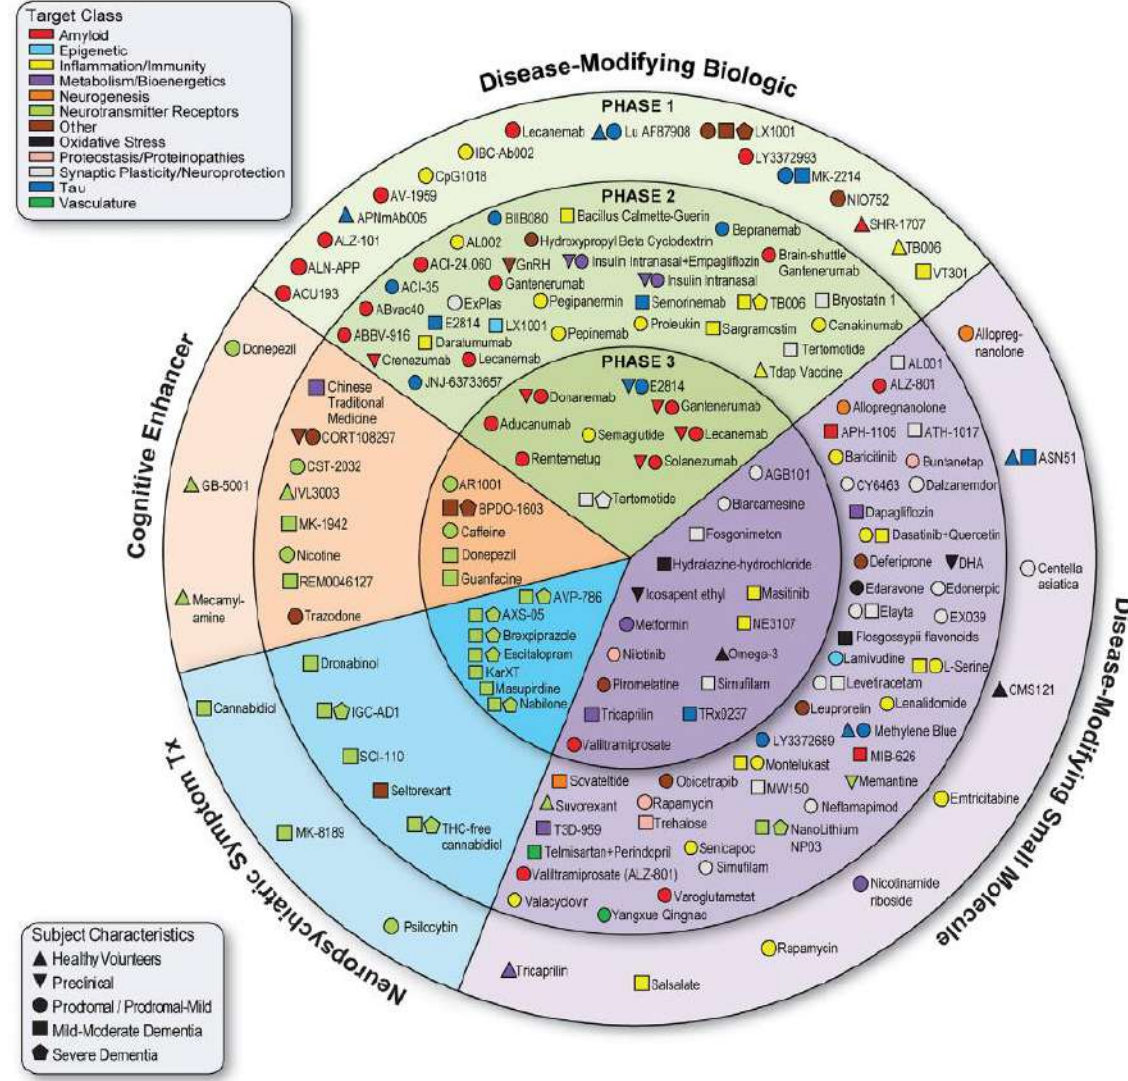 Target Class
Amyloid
Epigenetic
Inflammation/Immunity
Metabolism/Bioenergetics
Neurogenesis
Neurotransmitter Receptors
Other
Oxidative Stress
Proteostasis/Proteinopathies
Synaptic Plasticity/Neuroprotection
Tau
Vasculature
Disease-Modifying Biologic
PHASE 1
Lecanemab
Lu AF87908
LX1001
IBC-Ab002
LY3372993
CpG1018
MK-2214
AV-1959
NIO752
APNmAb005
SHR-1707
ALZ-101
TB006
ALN-APP
VT301
ACU193
PHASE 2
BIIB080
Bacillus Calmette-Guerin
Bepranemab
AL002
Hydroxypropyl Beta Cyclodextrin
ACI-24.060
GnRH
Insulin Intranasal+Empagliflozin
Brain-shuttle
Gantenerumab
ACI-35
Gantenerumab
Insulin Intranasal
ABvac40
ExPlas
Pegipanermin
Semorinemab
TB006
Bryostatin 1
E2814
LX1001
Proleukin
Sargramostim
Canakinumab
ABBV-916
Daratumumab
Pepinemab
Crenezumab
Lecanemab
Tertomotide
JNJ-63733657
Tdap Vaccine
PHASE 3
Donanemab
E2814
Gantenerumab
Aducanumab
Semaglutide
Lecanemab
Remternetug
Solanezumab
Tertomotide
Cognitive Enhancer
Donepezil
GB-5001
Mecamyl-
amine
Chinese
Traditional
Medicine
CORT108297
CST-2032
IVL3003
MK-1942
Nicotine
REM0046127
Trazodone
AR1001
BPDO-1603
Caffeine
Donepezil
Guanfacine
Neuropsychiatric Symptom Tx
AVP-786
AXS-05
Brexpiprazole
Escitalopram
KarXT
Masupirdine
Nabilone
Dronabinol
IGC-AD1
SCI-110
Seltorexant
THC-free
cannabidiol
Cannabidiol
MK-8189
Psilocybin
Disease-Modifying Small Molecule
AGB101
Blarcamesine
Fosgonimeton
Hydralazine-hydrochloride
Icosapent ethyl
Masitinib
Metformin
NE3107
Nilotinib
Omega-3
Piromelatine
Simufilam
Tricaprilin
TRx0237
Valiltramiprosate
AL001
ALZ-801
Allopregnanolone
APH-1105
ATH-1017
Baricitinib
Buntanetap
CY6463
Dalzanemdor
Dapagliflozin
Dasatinib+Quercetin
Deferiprone
DHA
Edaravone
Edonerpic
Elayta
EX039
Flosgossypii flavonoids
Lamivudine
L-Serine
Levetiracetam
Leuprorelin
Lenalidomide
Methylene Blue
LY3372689
MIB-626
Montelukast
Memantine
MW150
Neflamapimod
NanoLithium
NP03
Sovateltide
Obicetrapib
Suvorexant
Rapamycin
T3D-959
Trehalose
Telmisartan+Perindopril
Senicapoc
Simufilam
Valiltramiprosate (ALZ-801)
Varoglutamstat
Valacyclovir
Yangxue Qingnao
Allopreg-
nanolone
ASN51
Centella
asiatica
CMS121
Emtricitabine
Nicotinamide
riboside
Rapamycin
Salsalate
Tricaprilin
Subject Characteristics
Healthy Volunteers
Preclinical
Prodromal / Prodromal-Mild
Mild-Moderate Dementia
Severe Dementia